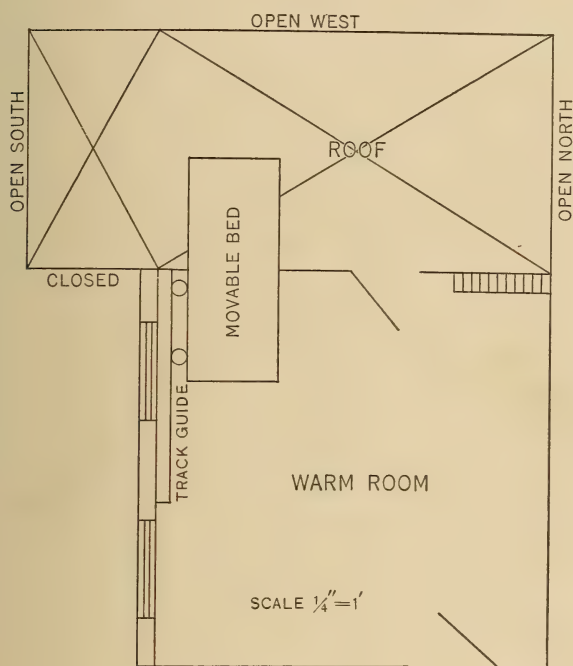 OPEN WEST
OPEN SOUTH
ROOF
OPEN NORTH
CLOSED
MOVABLE BED
TRACK GUIDE
WARM ROOM
SCALE ¼"=1'